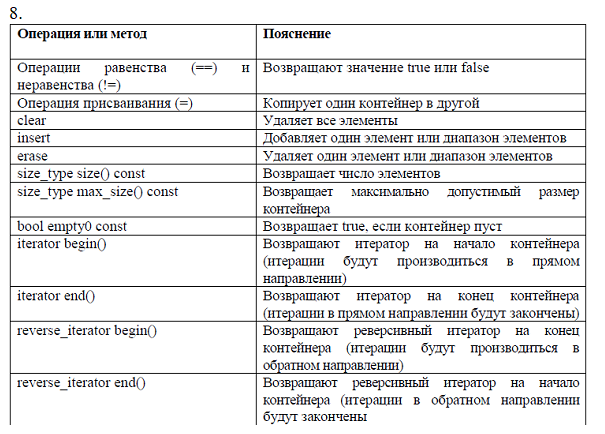 8.
Операция или метод Пояснение
Операции равенства (==) и Возвращают значение true или false
неравенства (!=)
Операция присваивания (=) Копирует один контейнер в другой
clear Удаляет все элементы
insert Добавляет один элемент или диапазон элементов
erase Удаляет один элемент или диапазон элементов
size_type size() const Возвращает число элементов
size_type max_size() const Возвращает максимально допустимый размер
контейнера
bool empty0 const Возвращает true, если контейнер пуст
iterator begin() Возвращают итератор на начало контейнера
(итерации будут производиться в прямом
направлении)
iterator end() Возвращают итератор на конец контейнера
(итерации в прямом направлении будут закончены)
reverse_iterator begin() Возвращают реверсивный итератор на конец
контейнера (итерации будут производиться в
обратном направлении)
reverse_iterator end() Возвращают реверсивный итератор на начало
контейнера (итерации в обратном направлении
будут закончены